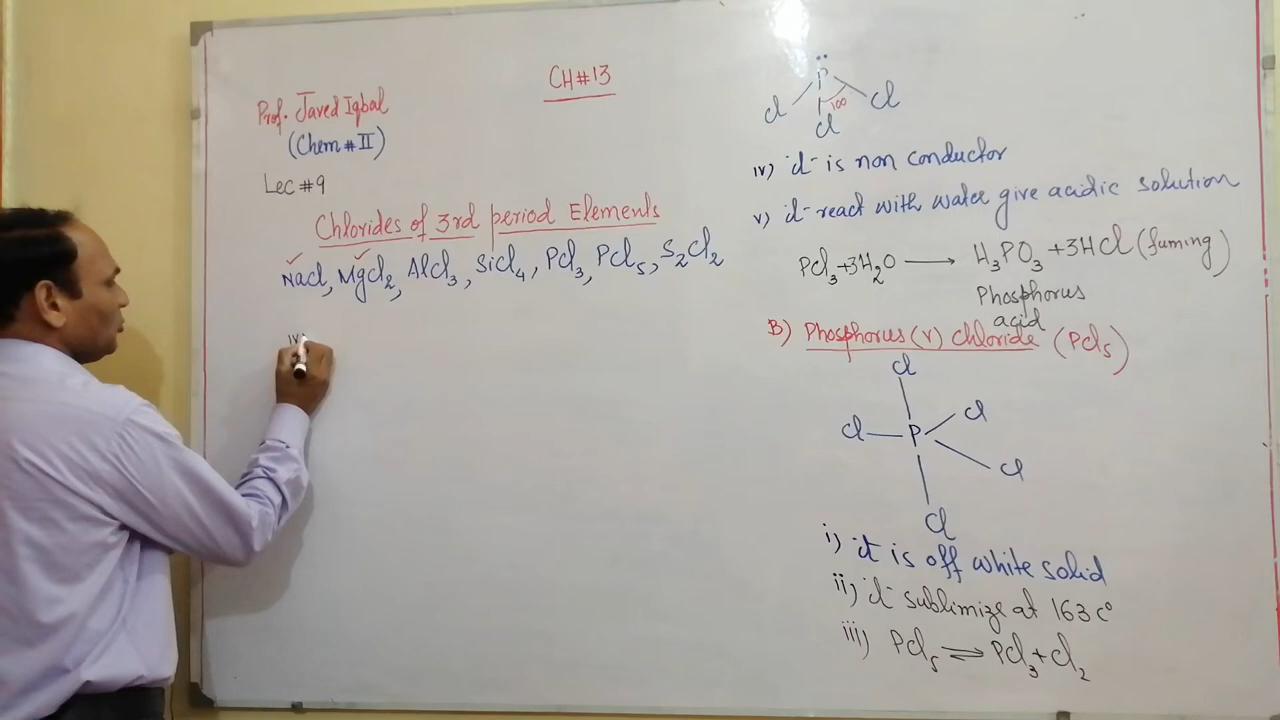 CH#13
Prof. Javed Iqbal
(Chem # II)
Lec #9
Chlorides of 3rd period Elements
NaCl, MgCl2, AlCl3, SiCl4, PCl3, PCl5, S2Cl2
iv)
P
Cl Cl
100
Cl
iv) it is non conductor
v) it react with water give acidic solution
PCl3+3H2O → H3PO3+3HCl (fuming)
Phosphorus
acid
B) Phosphorus (v) chloride (PCl5)
Cl
Cl P Cl
Cl
Cl
i) it is off white solid
ii) it sublimize at 163 c°
iii) PCl5 ⇌ PCl3+Cl2